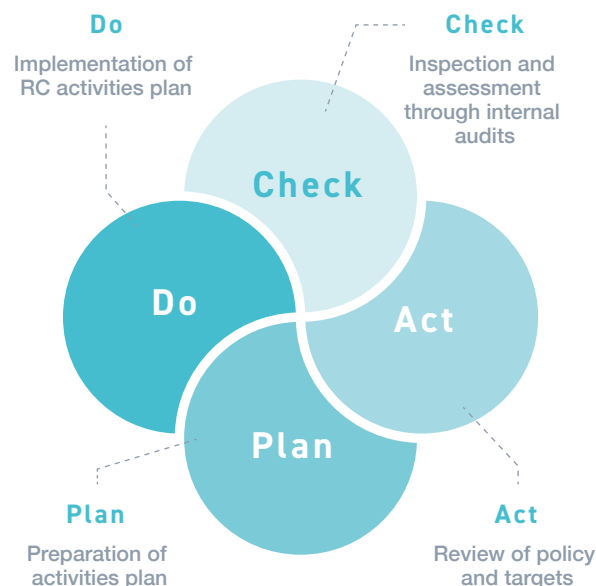 Do
Implementation of
RC activities plan
Check
Inspection and
assessment
through internal
audits
Check
Do
Act
Plan
Plan
Preparation of
activities plan
Act
Review of policy
and targets